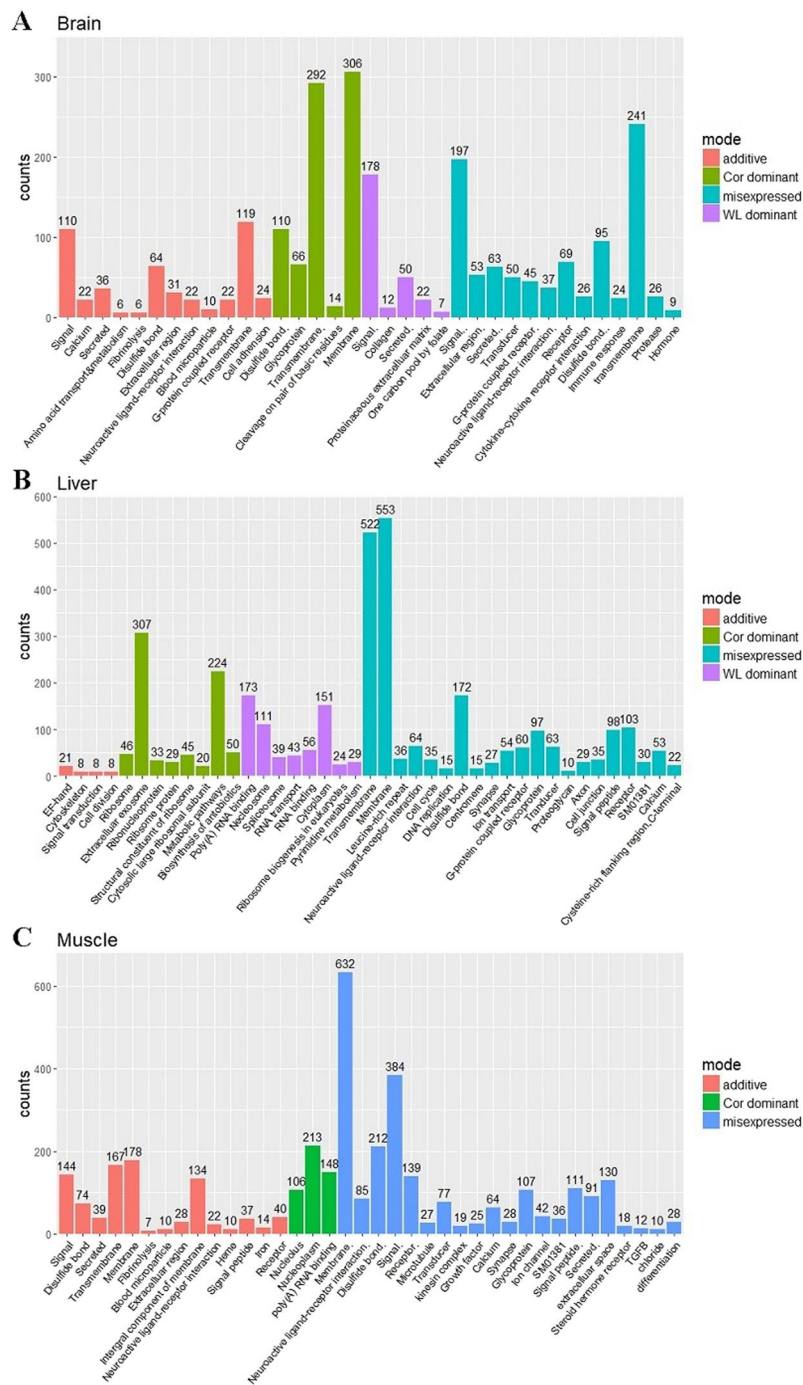 A
Brain
counts
300
200
100
0
110
22
36
6
6
64
31
22
10
22
119
24
110
66
292
14
306
178
12
50
22
7
197
53
63
50
45
37
69
26
95
24
241
26
9
Signal
Calcium
Secreted
Amino acid transport&metabolism
Fibrinolysis
Disulfide bond
Extracellular region
Neuroactive ligand-receptor interaction
Blood microparticle
G-protein coupled receptor
Transmembrane
Cell adhension
Disulfide bond.
Glycoprotein
Transmembrane.
Cleavage on pair of basic residues
Membrane
Signal.
Collagen
Secreted.
Proteinaceous extracelluar matrix
One carbon pool by folate
Signal..
Extracellular region.
Secreted..
Transducer
G-protein coupled receptor.
Neuroactive ligand-receptor interaction.
Receptor
Cytokine-cytokine receptor interaction
Disulfide bond..
Immune response
transmembrane
Protease
Hormone
mode
additive
Cor dominant
misexpressed
WL dominant
B
Liver
counts
600
500
400
300
200
100
0
21
8
8
8
46
307
33
29
45
20
224
50
173
111
39
43
56
151
24
29
522
553
36
64
35
15
172
15
27
54
60
97
63
10
29
35
98
103
30
53
22
EF-hand
Cytoskeleton
Signal transduction
Cell division
Ribosome
Extracellular exosome
Ribonucleoprotein
Ribosome protein
Structural constituent of ribosome
Cytosolic large ribosomal subunit
Metabolic pathways
Biosynthesis of antibiotics
Poly(A) RNA binding
Nucleosome
Spliceosome
RNA transport
RNA binding
Cytoplasm
Ribosome biogenesis in eukaryotes
Pyrimidine metabolism
Transmembrane
Membrane
Leucine-rich repeat
Neuroactive ligand-receptor interaction
Cell cycle
DNA replication
Disulfide bond
Centromere
Synapse
Ion transport
G-protein coupled receptor
Glycoprotein
Tranducer
Proteoglycan
Axon
Cell junction
Signal peptide
Receptor
SM01381
Calcium
Cysteine-rich flanking region,C-terminal
mode
additive
Cor dominant
misexpressed
WL dominant
C
Muscle
counts
600
400
200
0
144
74
39
167
178
7
10
28
134
22
10
37
14
40
106
213
148
632
85
212
384
139
27
77
19
25
64
28
107
42
36
111
91
130
18
12
10
28
Signal
Disulfide bond
Secreted
Transmembrane
Membrane
Fibrinolysis
Blood microparticle
Extracellular region
Intergral component of membrane
Neuroactive ligand-receptor interaction
Heme
Signal peptide
Iron
Receptor
Nucleolus
Nucleoplasm
poly(A) RNA binding
Membrane.
Neuroactive ligand-receptor interaction.
Disulfide bond.
Signal.
Receptor.
Microtubule
Transducer
kinesin complex
Growth factor
Calcium
Synapse
Glycoprotein
Ion channel
SM01381
Signal peptide.
Secreted.
extracelluar space
Steroid hormone receptor
TGFB
chloride
differentiation
mode
additive
Cor dominant
misexpressed